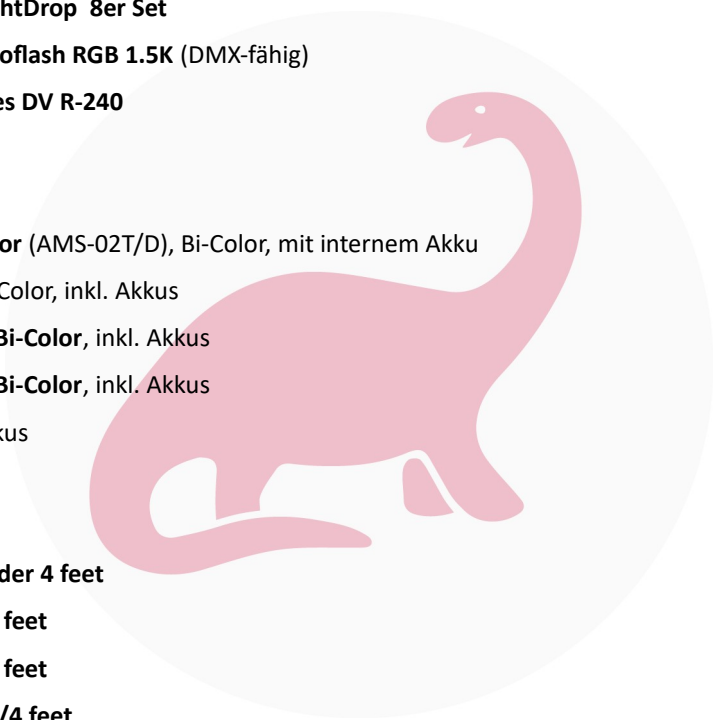 htDrop 8er Set
oflash RGB 1.5K (DMX-fähig)
es DV R-240
or (AMS-02T/D), Bi-Color, mit internem Akku
Color, inkl. Akkus
Bi-Color, inkl. Akkus
Bi-Color, inkl. Akkus
kus
der 4 feet
feet
feet
/4 feet